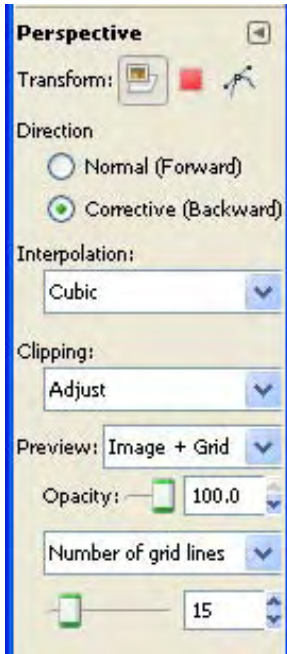 Perspective
Transform:
Direction
Normal (Forward)
Corrective (Backward)
Interpolation:
Cubic
Clipping:
Adjust
Preview: Image + Grid
Opacity: 100.0
Number of grid lines
15